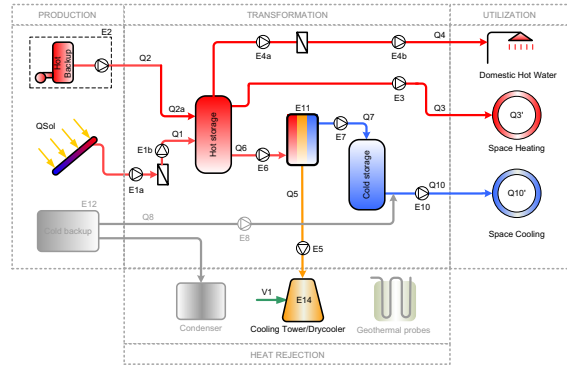 PRODUCTION
TRANSFORMATION
UTILIZATION
E2
Hot
Backup
Q2
E4a
E4b
Q4
Domestic Hot Water
E3
Q2a
Hot storage
E11
Q7
Q3
Q3'
Space Heating
QSol
Q1
E1b
E7
Q6
E6
Cold storage
E1a
Q10
Q10'
E10
E12
Q8
Q5
Cold backup
E8
Space Cooling
E5
V1
E14
Condenser
Cooling Tower/Drycooler
Geothermal probes
HEAT REJECTION